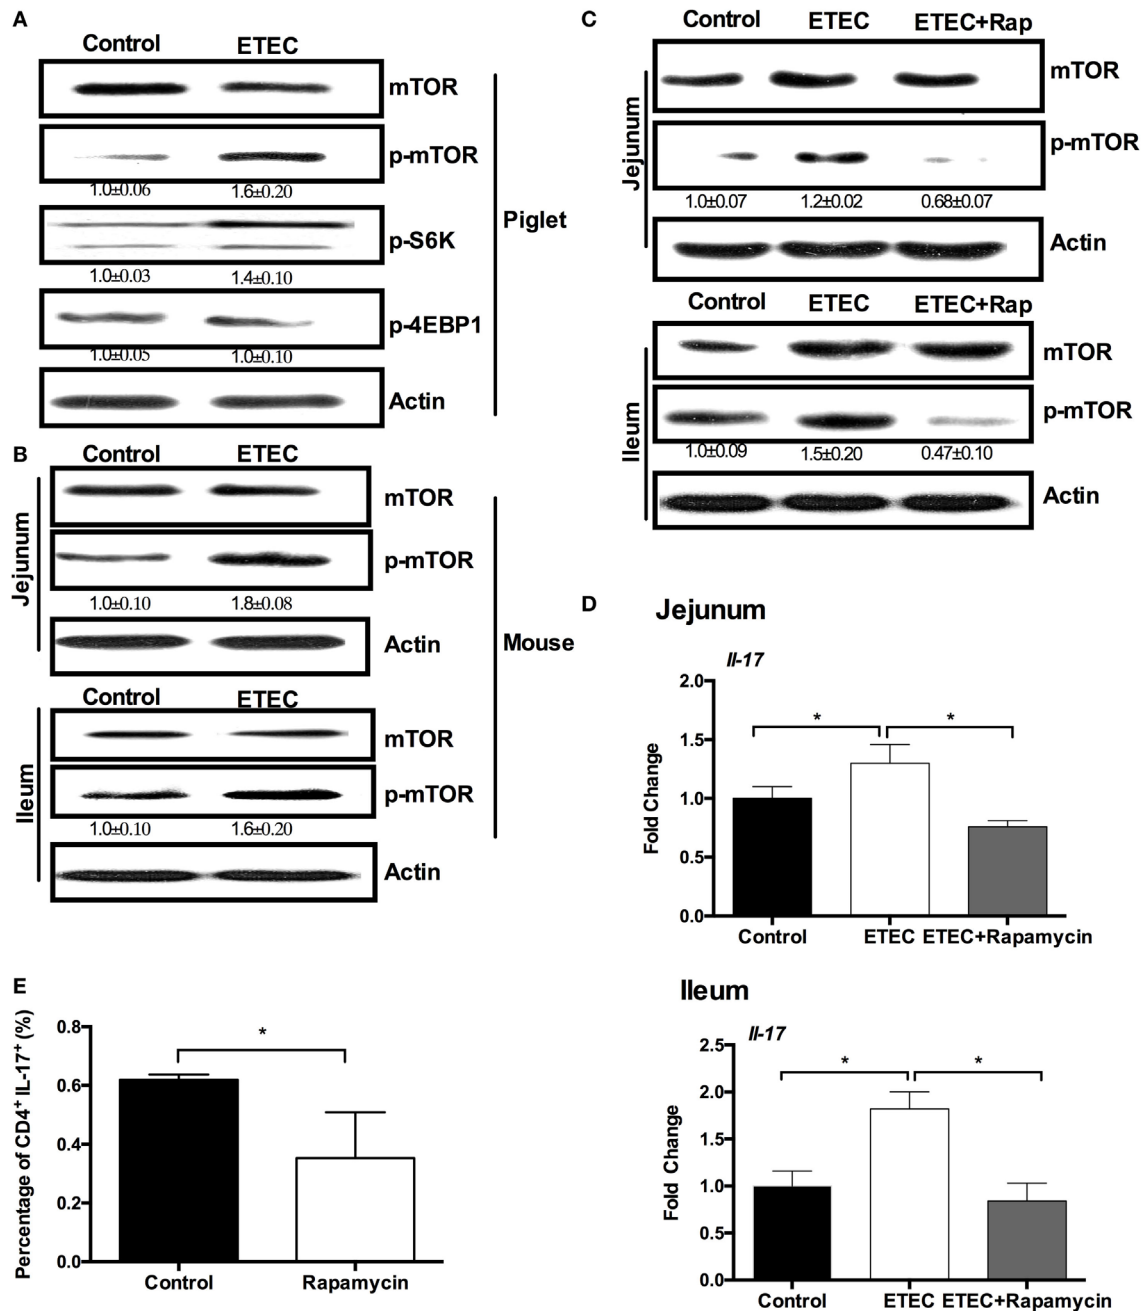 A
Control ETEC
mTOR
p-mTOR
1.0±0.06 1.6±0.20
p-S6K
1.0±0.03 1.4±0.10
p-4EBP1
1.0±0.05 1.0±0.10
Actin
Piglet
B
Control ETEC
Jejunum
mTOR
p-mTOR
1.0±0.10 1.8±0.08
Actin
Mouse
Control ETEC
Ileum
mTOR
p-mTOR
1.0±0.10 1.6±0.20
Actin
C
Control ETEC ETEC+Rap
Jejunum
mTOR
p-mTOR
1.0±0.07 1.2±0.02 0.68±0.07
Actin
Control ETEC ETEC+Rap
Ileum
mTOR
p-mTOR
1.0±0.09 1.5±0.20 0.47±0.10
Actin
D
Jejunum
Il-17
Fold Change
2.0
1.5
1.0
0.5
0.0
* *
Control ETEC ETEC+Rapamycin
Ileum
Il-17
Fold Change
2.5
2.0
1.5
1.0
0.5
0.0
* *
Control ETEC ETEC+Rapamycin
E
Percentage of CD4⁺ IL-17⁺ (%)
0.8
0.6
0.4
0.2
0.0
*
Control Rapamycin